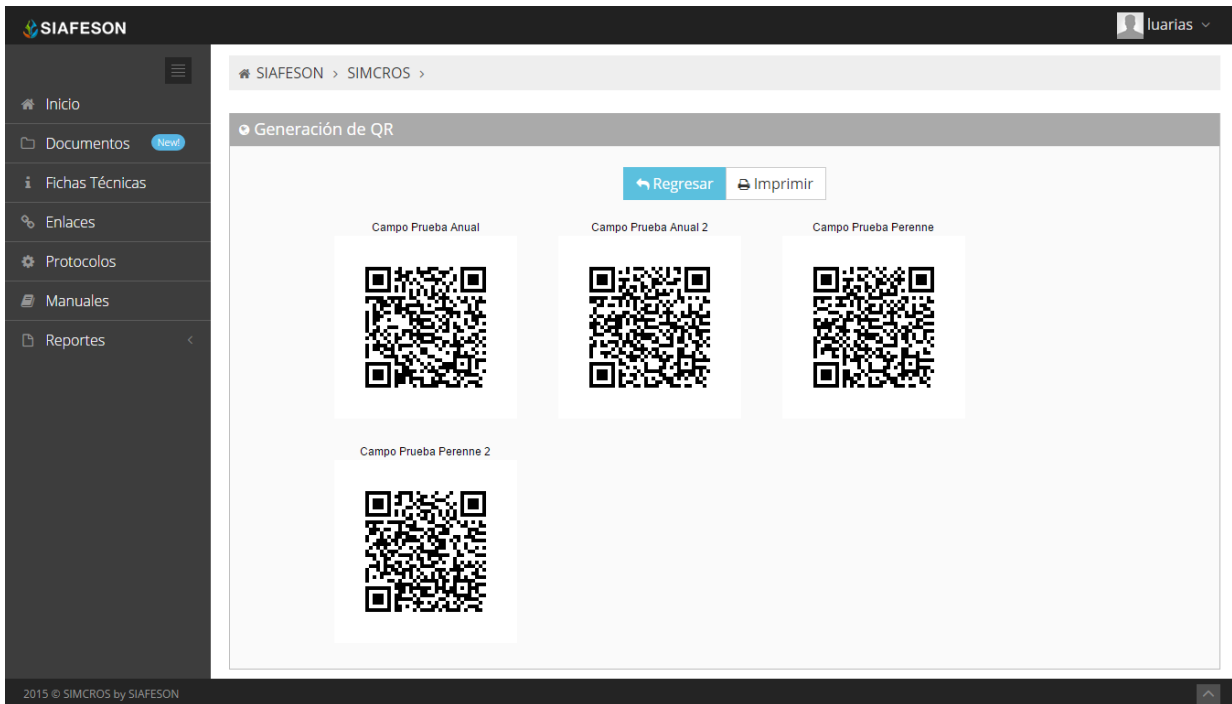 SIAFESON
luarias
SIAFESON > SIMCROS >
Inicio
Documentos New!
Fichas Técnicas
Enlaces
Protocolos
Manuales
Reportes
Generación de QR
Regresar
Imprimir
Campo Prueba Anual
Campo Prueba Anual 2
Campo Prueba Perenne
Campo Prueba Perenne 2
2015 © SIMCROS by SIAFESON